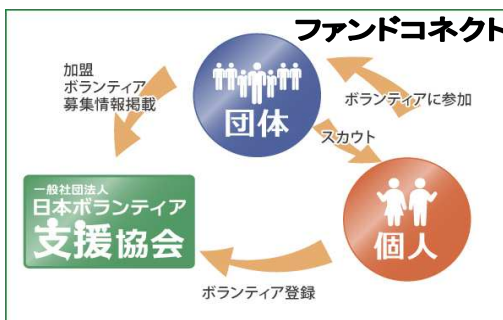 ファンドコネクト
加盟
ボランティア
募集情報掲載
団体
ボランティアに参加
スカウト
一般社団法人
日本ボランティア
支援協会
個人
ボランティア登録